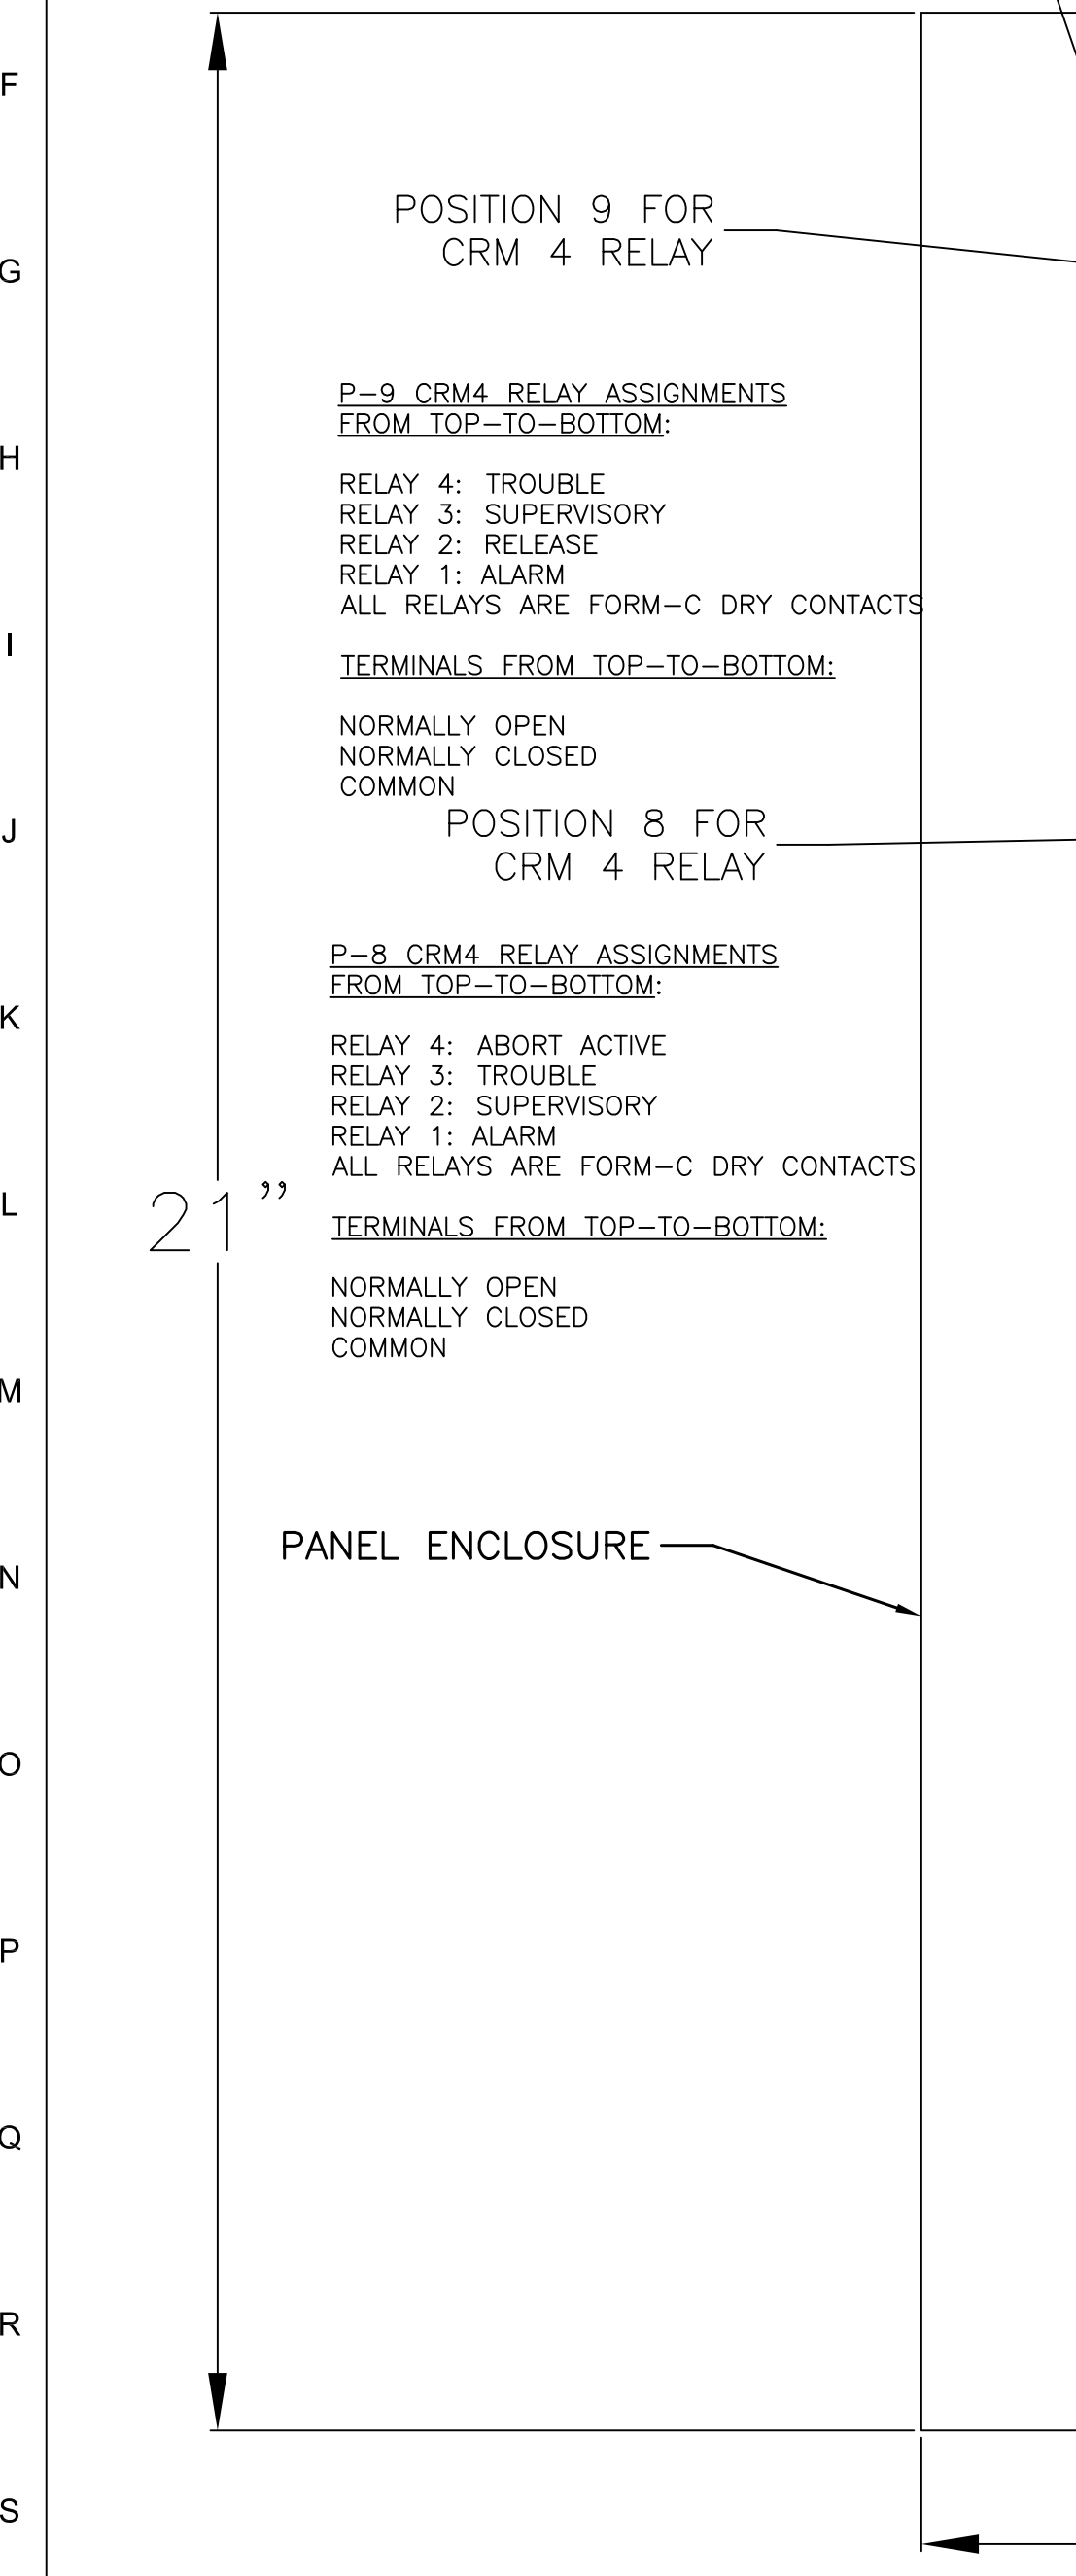 F
POSITION 9 FOR
CRM 4 RELAY
G
P-9 CRM4 RELAY ASSIGNMENTS
FROM TOP-TO-BOTTOM:
H
RELAY 4: TROUBLE
RELAY 3: SUPERVISORY
RELAY 2: RELEASE
RELAY 1: ALARM
ALL RELAYS ARE FORM-C DRY CONTACTS
I
TERMINALS FROM TOP-TO-BOTTOM:
NORMALLY OPEN
NORMALLY CLOSED
COMMON
J
POSITION 8 FOR
CRM 4 RELAY
P-8 CRM4 RELAY ASSIGNMENTS
FROM TOP-TO-BOTTOM:
K
RELAY 4: ABORT ACTIVE
RELAY 3: TROUBLE
RELAY 2: SUPERVISORY
RELAY 1: ALARM
ALL RELAYS ARE FORM-C DRY CONTACTS
L
21"
TERMINALS FROM TOP-TO-BOTTOM:
NORMALLY OPEN
NORMALLY CLOSED
COMMON
M
PANEL ENCLOSURE
N
O
P
Q
R
S